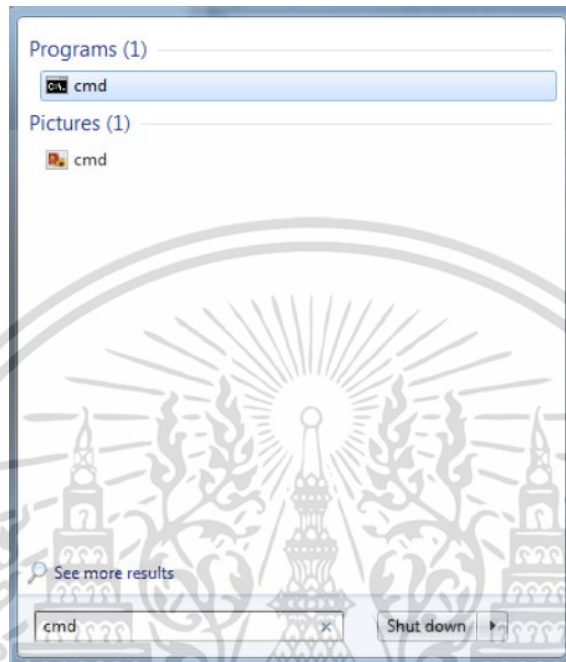 Programs (1)
cmd
Pictures (1)
cmd
See more results
cmd
Shut down